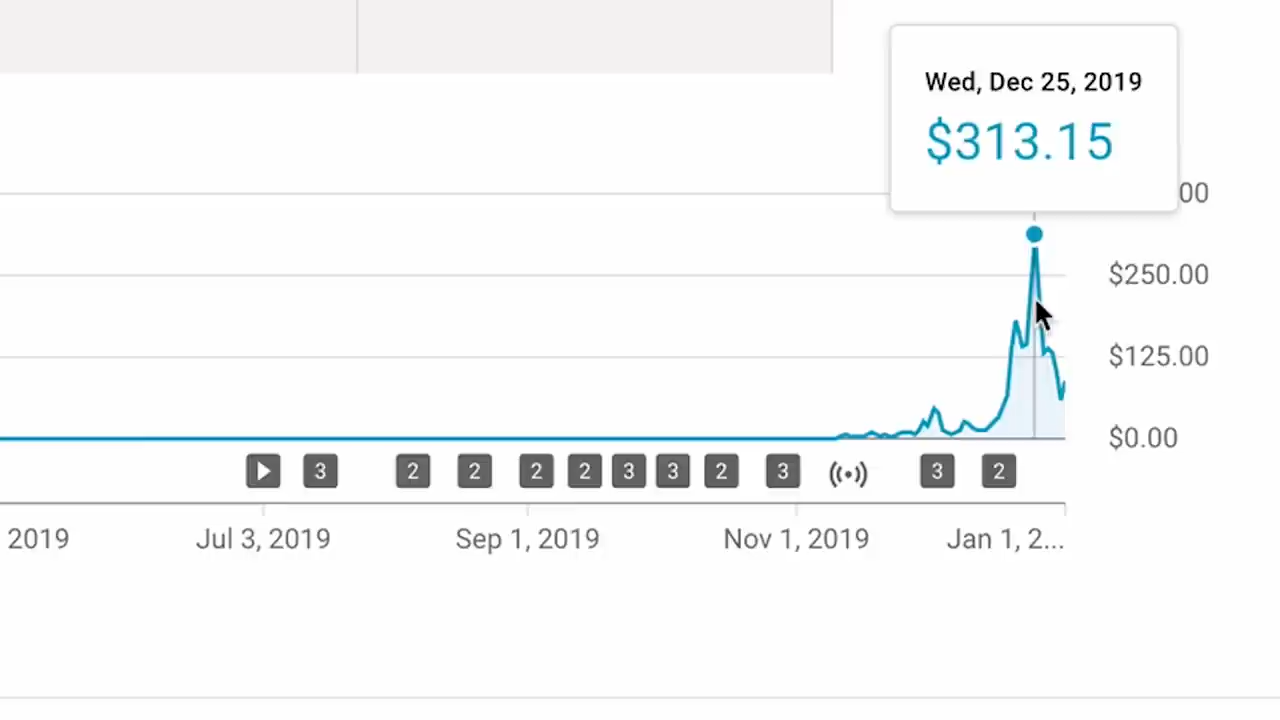 Wed, Dec 25, 2019
$313.15
00
$250.00
$125.00
$0.00
3 2 2 2 2 3 3 2 3 3 2
2019 Jul 3, 2019 Sep 1, 2019 Nov 1, 2019 Jan 1, 2...